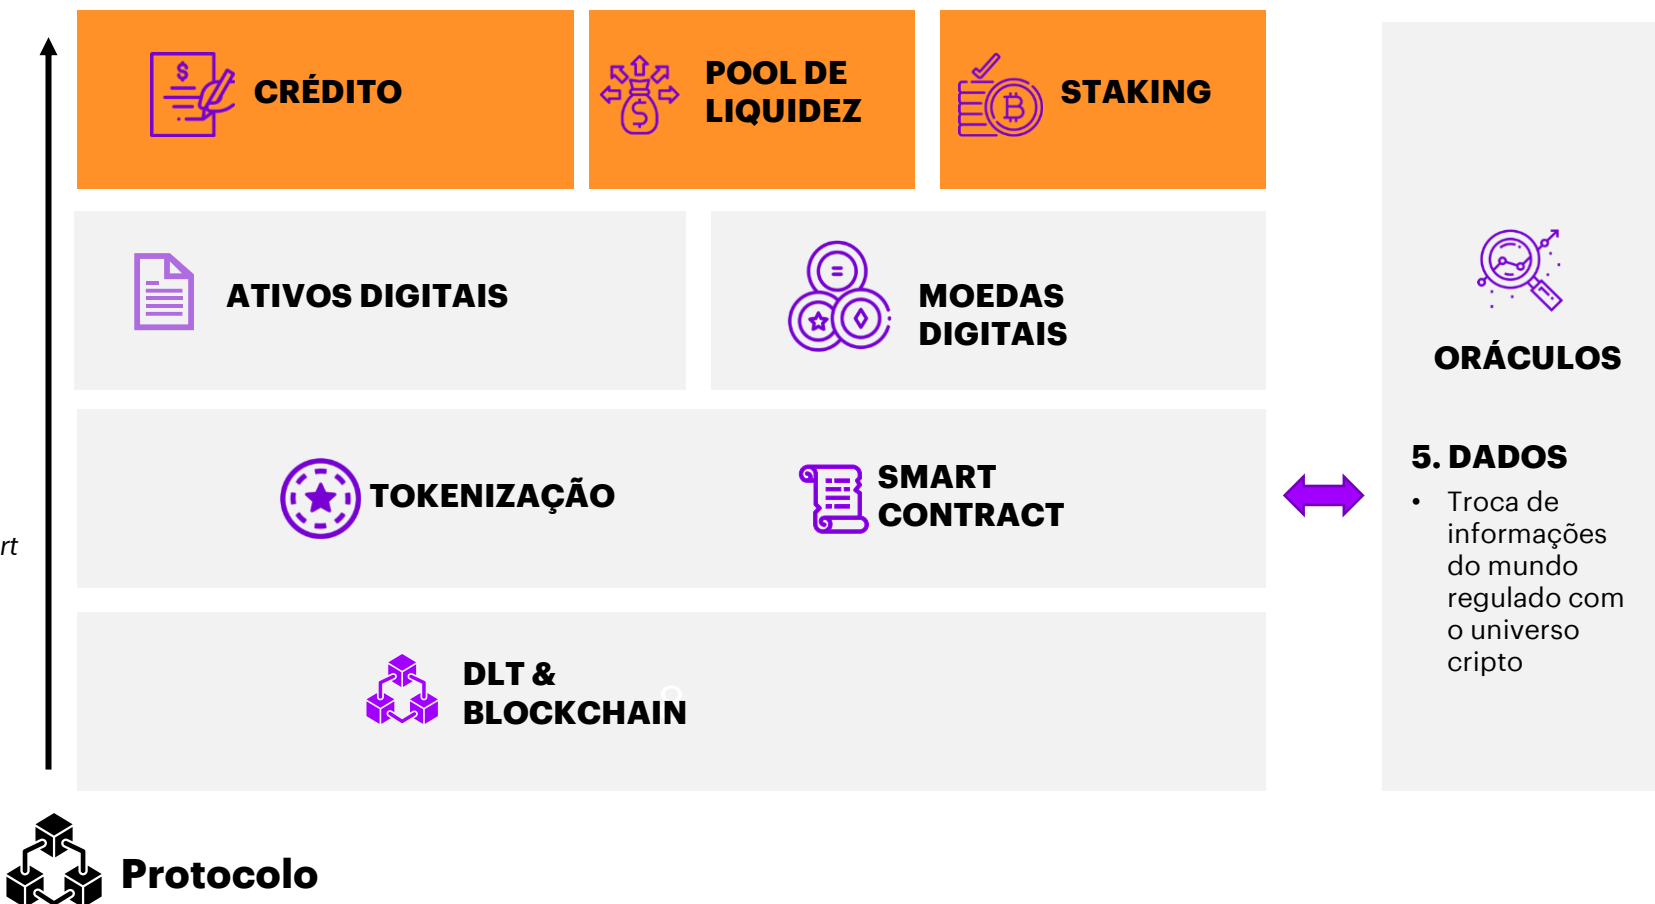 CRÉDITO
POOL DE
LIQUIDEZ
STAKING
ATIVOS DIGITAIS
MOEDAS
DIGITAIS
ORÁCULOS
5. DADOS
• Troca de
informações
do mundo
regulado com
o universo
cripto
TOKENIZAÇÃO
SMART
CONTRACT
rt
DLT &
BLOCKCHAIN
Protocolo